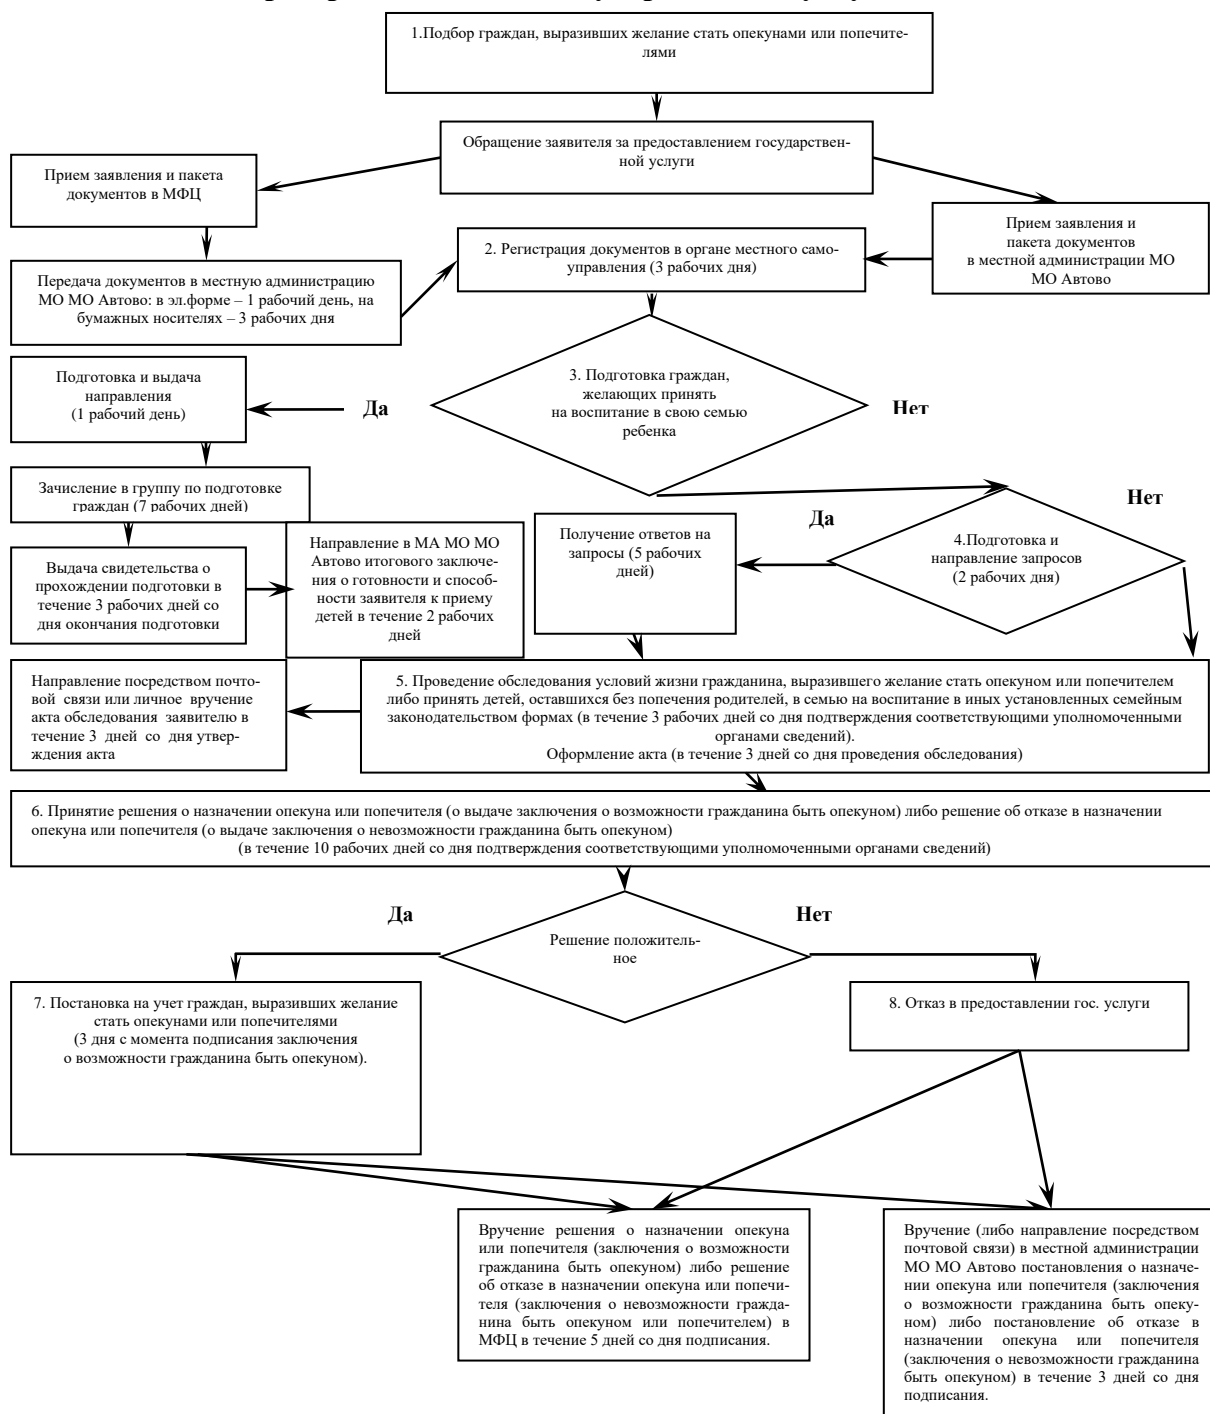 1.Подбор граждан, выразивших желание стать опекунами или попечите-
лями
Обращение заявителя за предоставлением государствен-
ной услуги
Прием заявления и пакета
документов в МФЦ
Прием заявления и
пакета документов
в местной администрации МО
МО Автово
2. Регистрация документов в органе местного само-
управления (3 рабочих дня)
Передача документов в местную администрацию
МО МО Автово: в эл.форме – 1 рабочий день, на
бумажных носителях – 3 рабочих дня
3. Подготовка граждан,
желающих принять
на воспитание в свою семью
ребенка
Да
Нет
Подготовка и выдача
направления
(1 рабочий день)
Зачисление в группу по подготовке
граждан (7 рабочих дней)
Выдача свидетельства о
прохождении подготовки в
течение 3 рабочих дней со
дня окончания подготовки
Направление в МА МО МО
Автово итогового заключе-
ния о готовности и способ-
ности заявителя к приему
детей в течение 2 рабочих
дней
Получение ответов на
запросы (5 рабочих
дней)
Да
Нет
4.Подготовка и
направление запросов
(2 рабочих дня)
Направление посредством почто-
вой связи или личное вручение
акта обследования заявителю в
течение 3 дней со дня утвер-
ждения акта
5. Проведение обследования условий жизни гражданина, выразившего желание стать опекуном или попечителем
либо принять детей, оставшихся без попечения родителей, в семью на воспитание в иных установленных семейным
законодательством формах (в течение 3 рабочих дней со дня подтверждения соответствующими уполномоченными
органами сведений).
Оформление акта (в течение 3 дней со дня проведения обследования)
6. Принятие решения о назначении опекуна или попечителя (о выдаче заключения о возможности гражданина быть опекуном) либо решение об отказе в назначении
опекуна или попечителя (о выдаче заключения о невозможности гражданина быть опекуном)
(в течение 10 рабочих дней со дня подтверждения соответствующими уполномоченными органами сведений)
Да
Нет
Решение положитель-
ное
7. Постановка на учет граждан, выразивших желание
стать опекунами или попечителями
(3 дня с момента подписания заключения
о возможности гражданина быть опекуном).
8. Отказ в предоставлении гос. услуги
Вручение решения о назначении опекуна
или попечителя (заключения о возможности
гражданина быть опекуном) либо решение
об отказе в назначении опекуна или попечи-
теля (заключения о невозможности гражда-
нина быть опекуном или попечителем) в
МФЦ в течение 5 дней со дня подписания.
Вручение (либо направление посредством
почтовой связи) в местной администрации
МО МО Автово постановления о назначе-
нии опекуна или попечителя (заключения
о возможности гражданина быть опеку-
ном) либо постановление об отказе в
назначении опекуна или попечителя
(заключения о невозможности гражданина
быть опекуном) в течение 3 дней со дня
подписания.